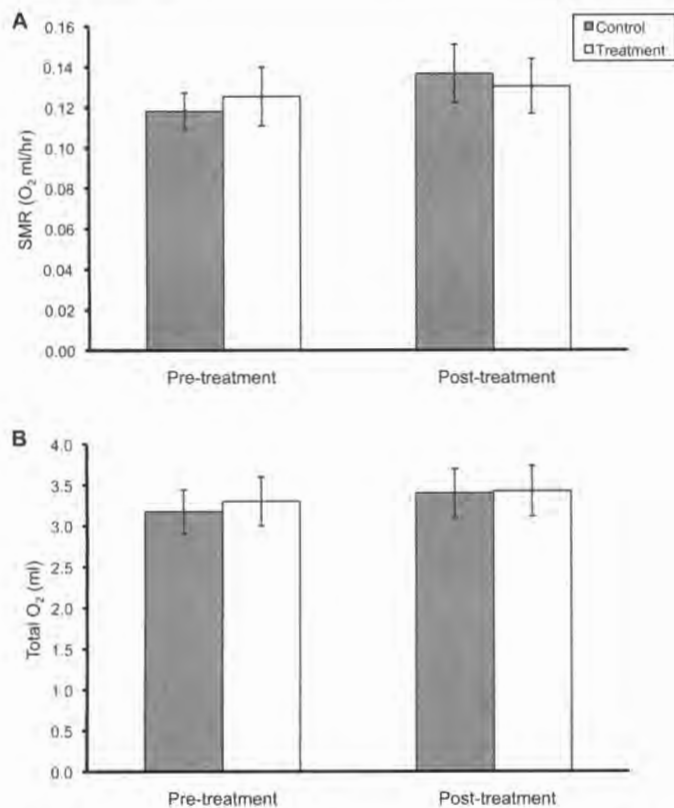 A
Control
Treatment
SMR (O₂ ml/hr)
0.16
0.14
0.12
0.10
0.08
0.06
0.04
0.02
0.00
Pre-treatment Post-treatment
B
Total O₂ (ml)
4.0
3.5
3.0
2.5
2.0
1.5
1.0
0.5
0.0
Pre-treatment Post-treatment